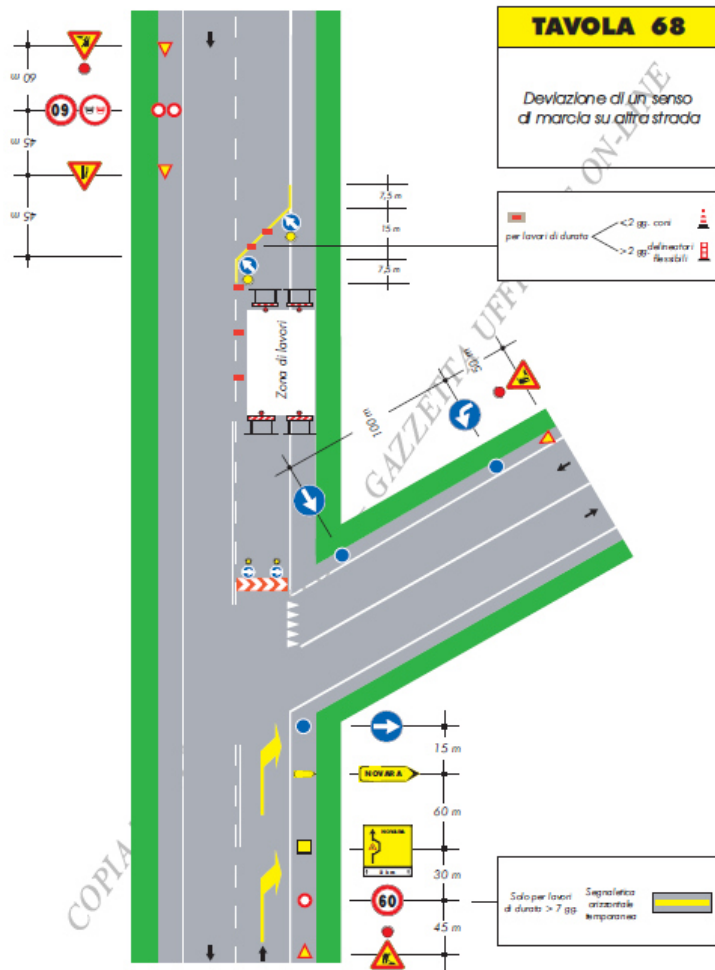 TAVOLA 68
Deviazione di un senso
di marcia su altra strada
60 m
60
45 m
45 m
7,5 m
15 m
7,5 m
per lavori di durata
<2 gg. coni
>2 gg. delineatori
flessibili
Zona di lavori
50 m
100 m
COPIA
GAZZETTA UFFI
ON-LINE
15 m
NOVARA
60 m
NOVARA
30 m
60
45 m
Solo per lavori
di durata > 7 gg.
Segnaletica
orizzontale
temporanea